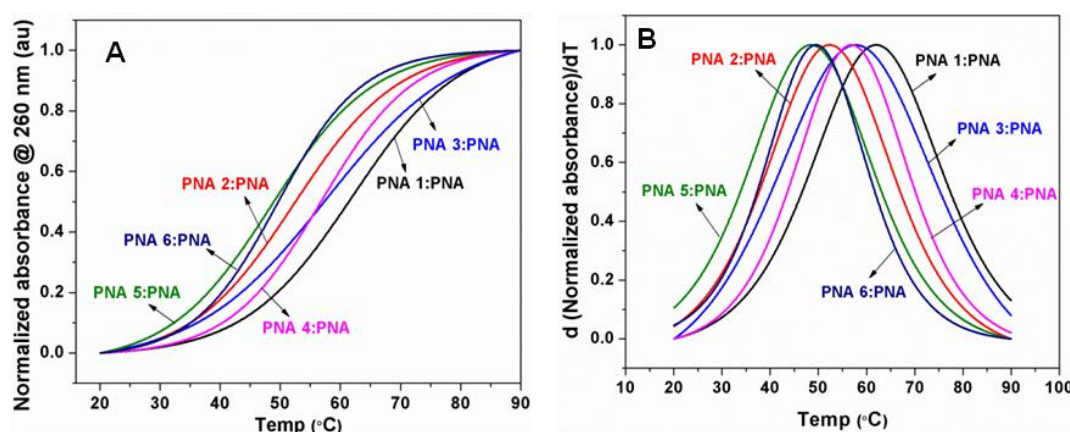 A
Normalized absorbance @ 260 nm (au)
1.0
0.8
0.6
0.4
0.2
0.0
PNA 3:PNA
PNA 1:PNA
PNA 2:PNA
PNA 6:PNA
PNA 5:PNA
PNA 4:PNA
20 30 40 50 60 70 80 90
Temp (°C)
B
d (Normalized absorbance)/dT
1.0
0.8
0.6
0.4
0.2
0.0
PNA 2:PNA
PNA 1:PNA
PNA 3:PNA
PNA 5:PNA
PNA 4:PNA
PNA 6:PNA
10 20 30 40 50 60 70 80 90 100
Temp (°C)